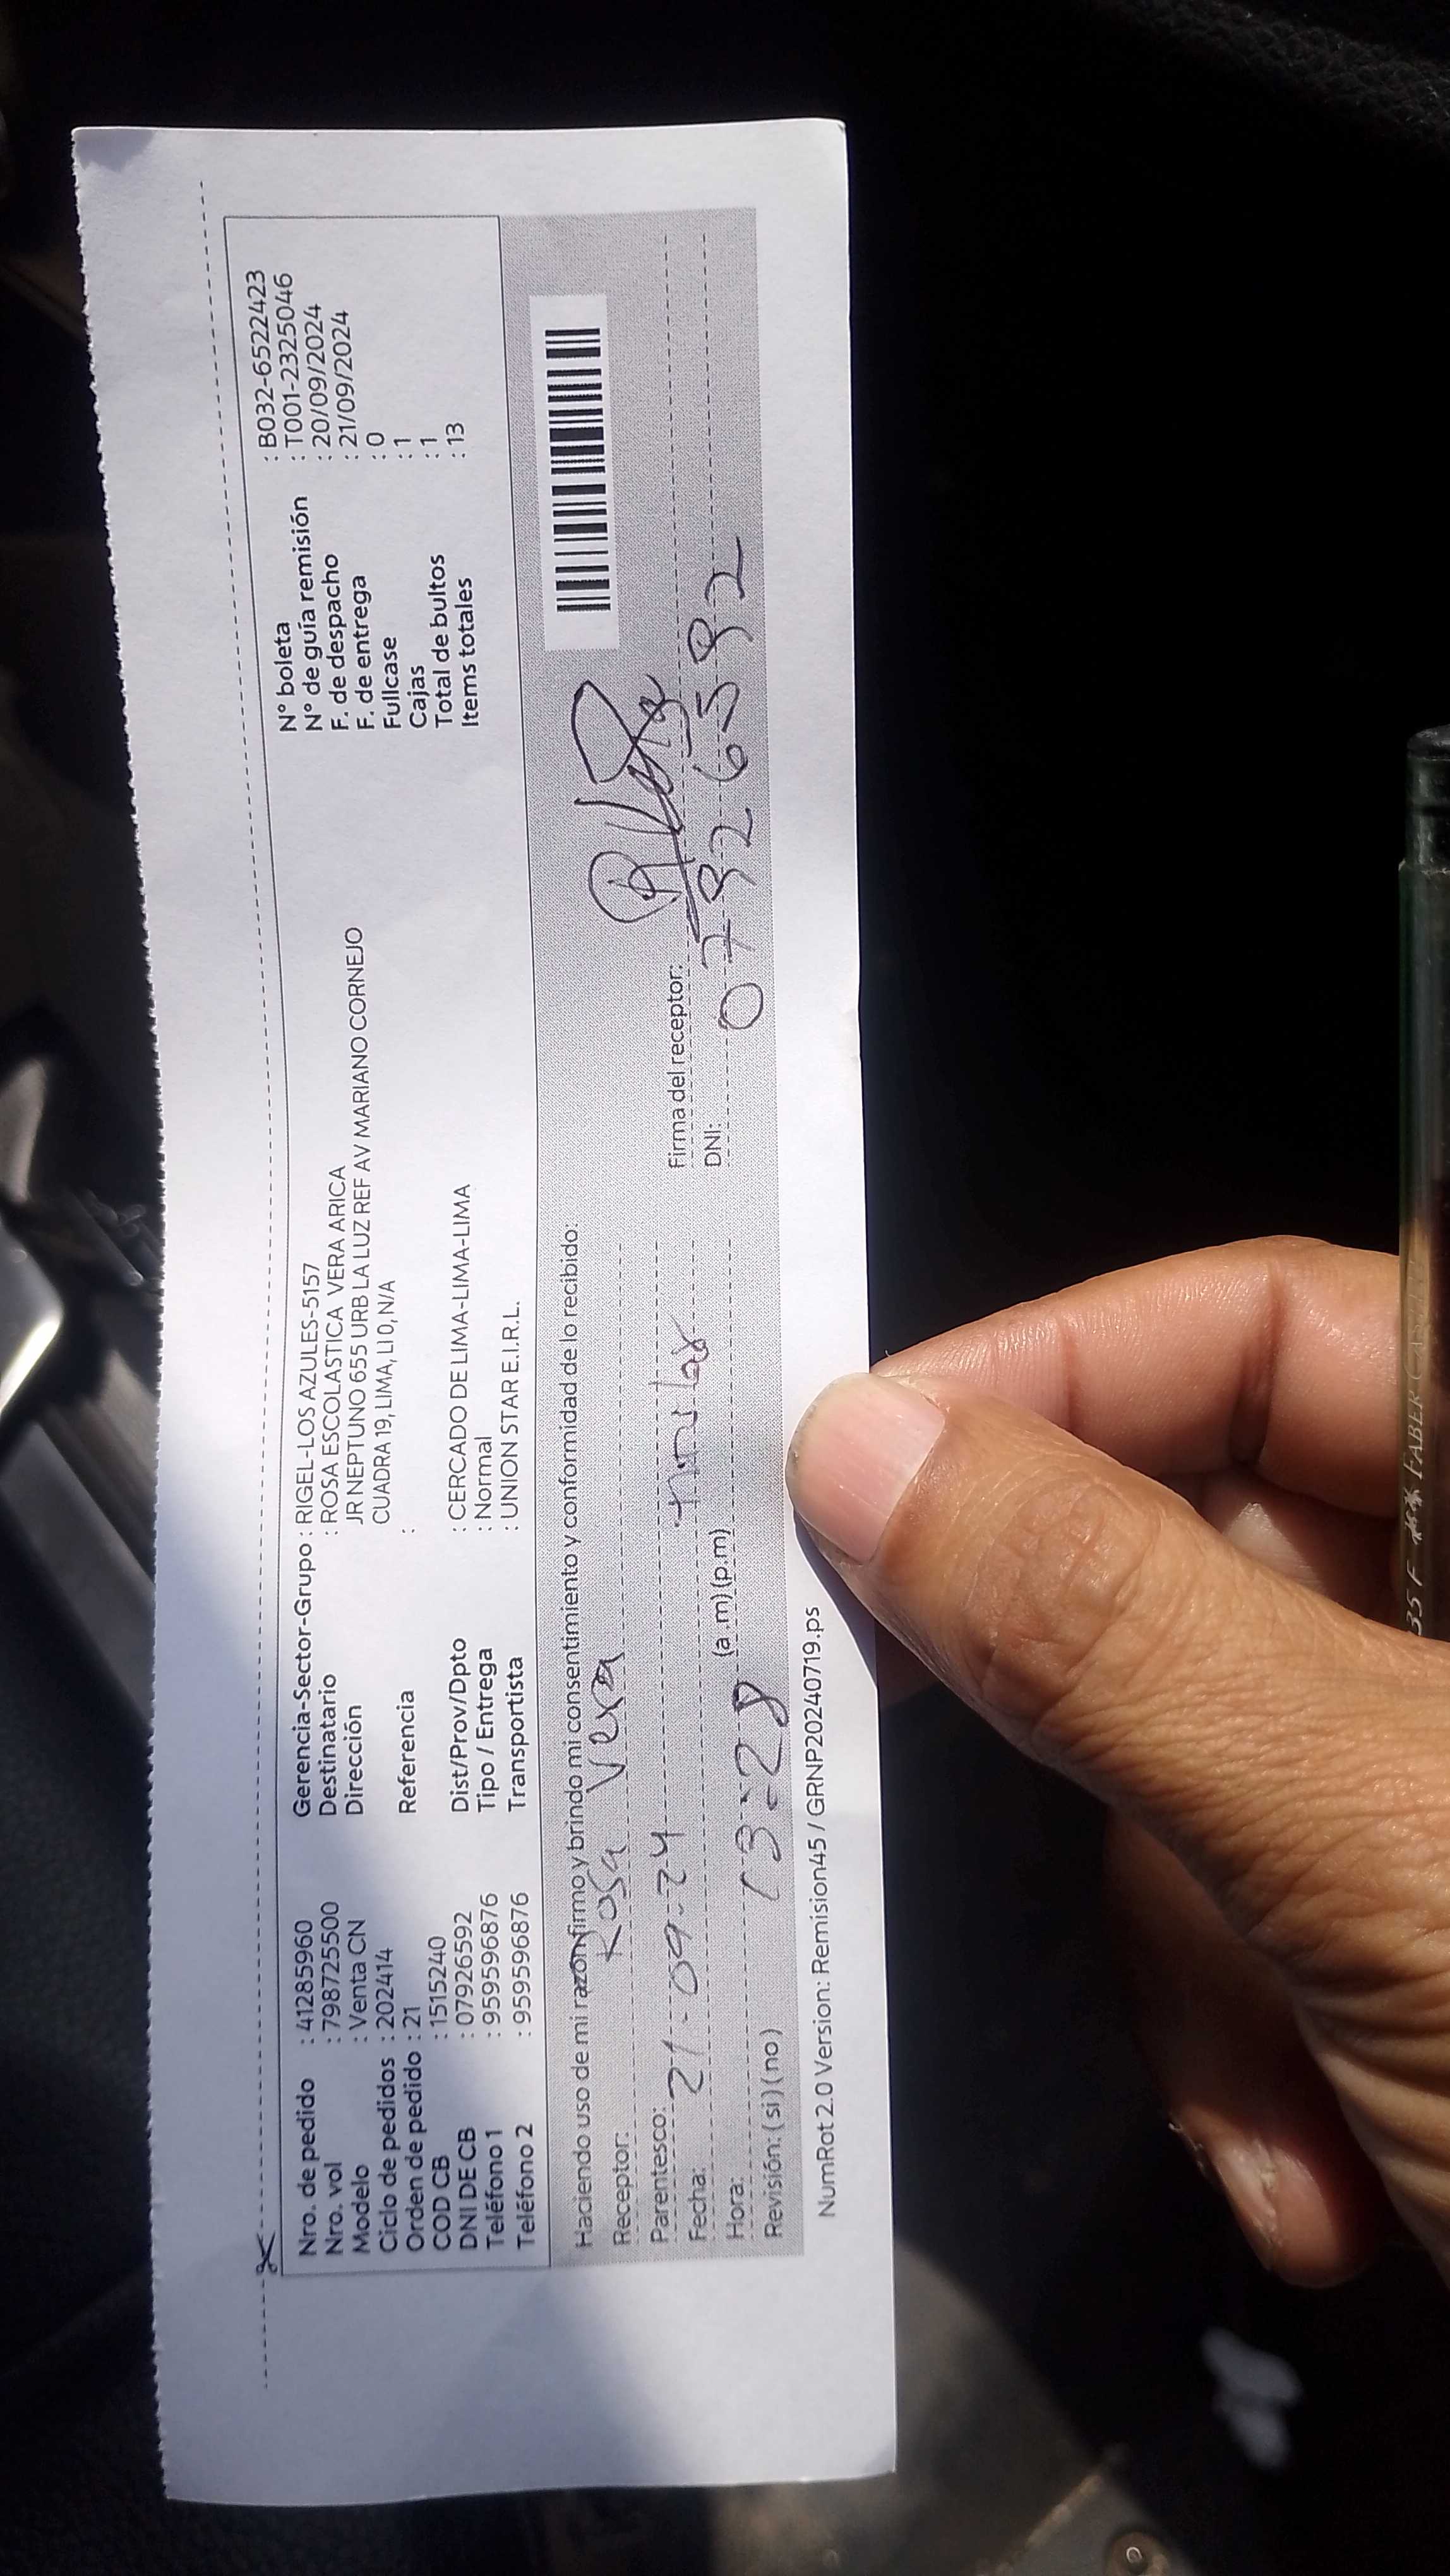 Nro. de pedido : 41285960
Nro. vol : 798725500
Modelo : Venta CN
Ciclo de pedidos : 202414
Orden de pedido : 21
COD CB : 1515240
DNI DE CB : 07926592
Teléfono 1 : 959596876
Teléfono 2 : 959596876
Gerencia-Sector-Grupo : RIGEL-LOS AZULES-5157
Destinatario : ROSA ESCOLASTICA VERA ARICA
Dirección JR NEPTUNO 655 URB LA LUZ REF AV MARIANO CORNEJO
CUADRA 19, LIMA, LI 0, N/A
Referencia :
Dist/Prov/Dpto : CERCADO DE LIMA-LIMA-LIMA
Tipo / Entrega : Normal
Transportista : UNION STAR E.I.R.L.
N° boleta : B032-6522423
N° de guía remisión : T001-2325046
F. de despacho : 20/09/2024
F. de entrega : 21/09/2024
Fullcase : 0
Cajas : 1
Total de bultos : 1
Items totales : 13
Haciendo uso de mi razón firmo y brindo mi consentimiento y conformidad de lo recibido:
Receptor: Rosa Vera
Parentesco: titular
Fecha: 21-09-24
Hora: 13:28 (a.m) (p.m)
Revisión: ( si ) ( no )
Firma del receptor:
DNI: 07926592
NumRot 2.0 Version: Remision45 / GRNP20240719.ps
FABER CASTELL